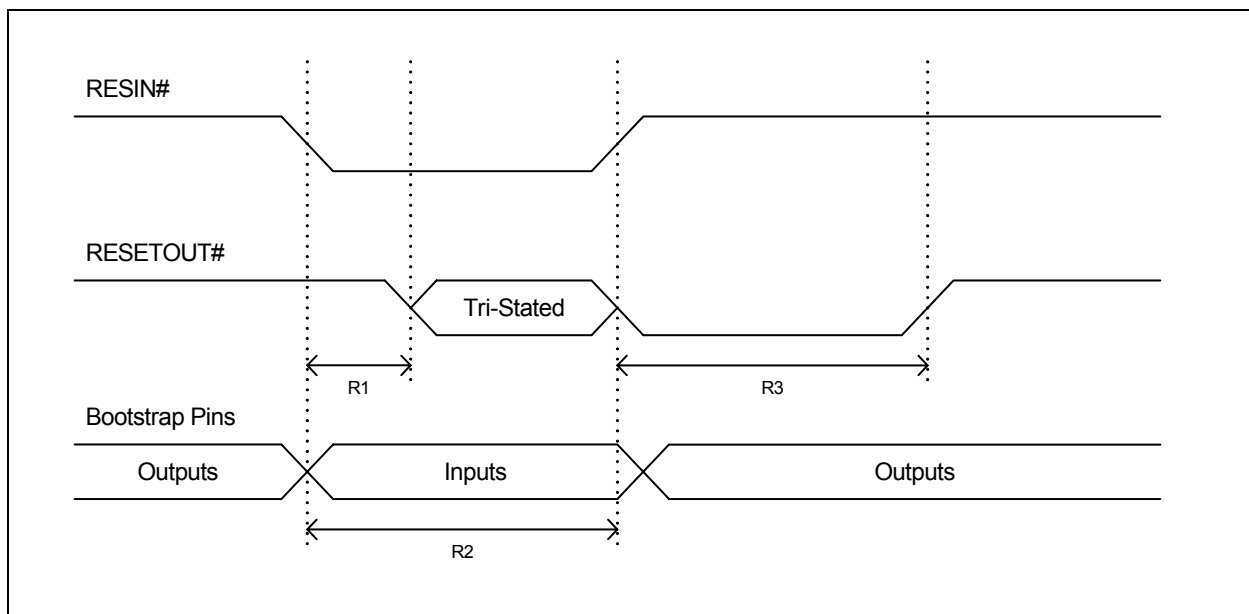 RESIN#
RESETOUT#
Tri-Stated
R1
R3
Bootstrap Pins
Outputs
Inputs
Outputs
R2